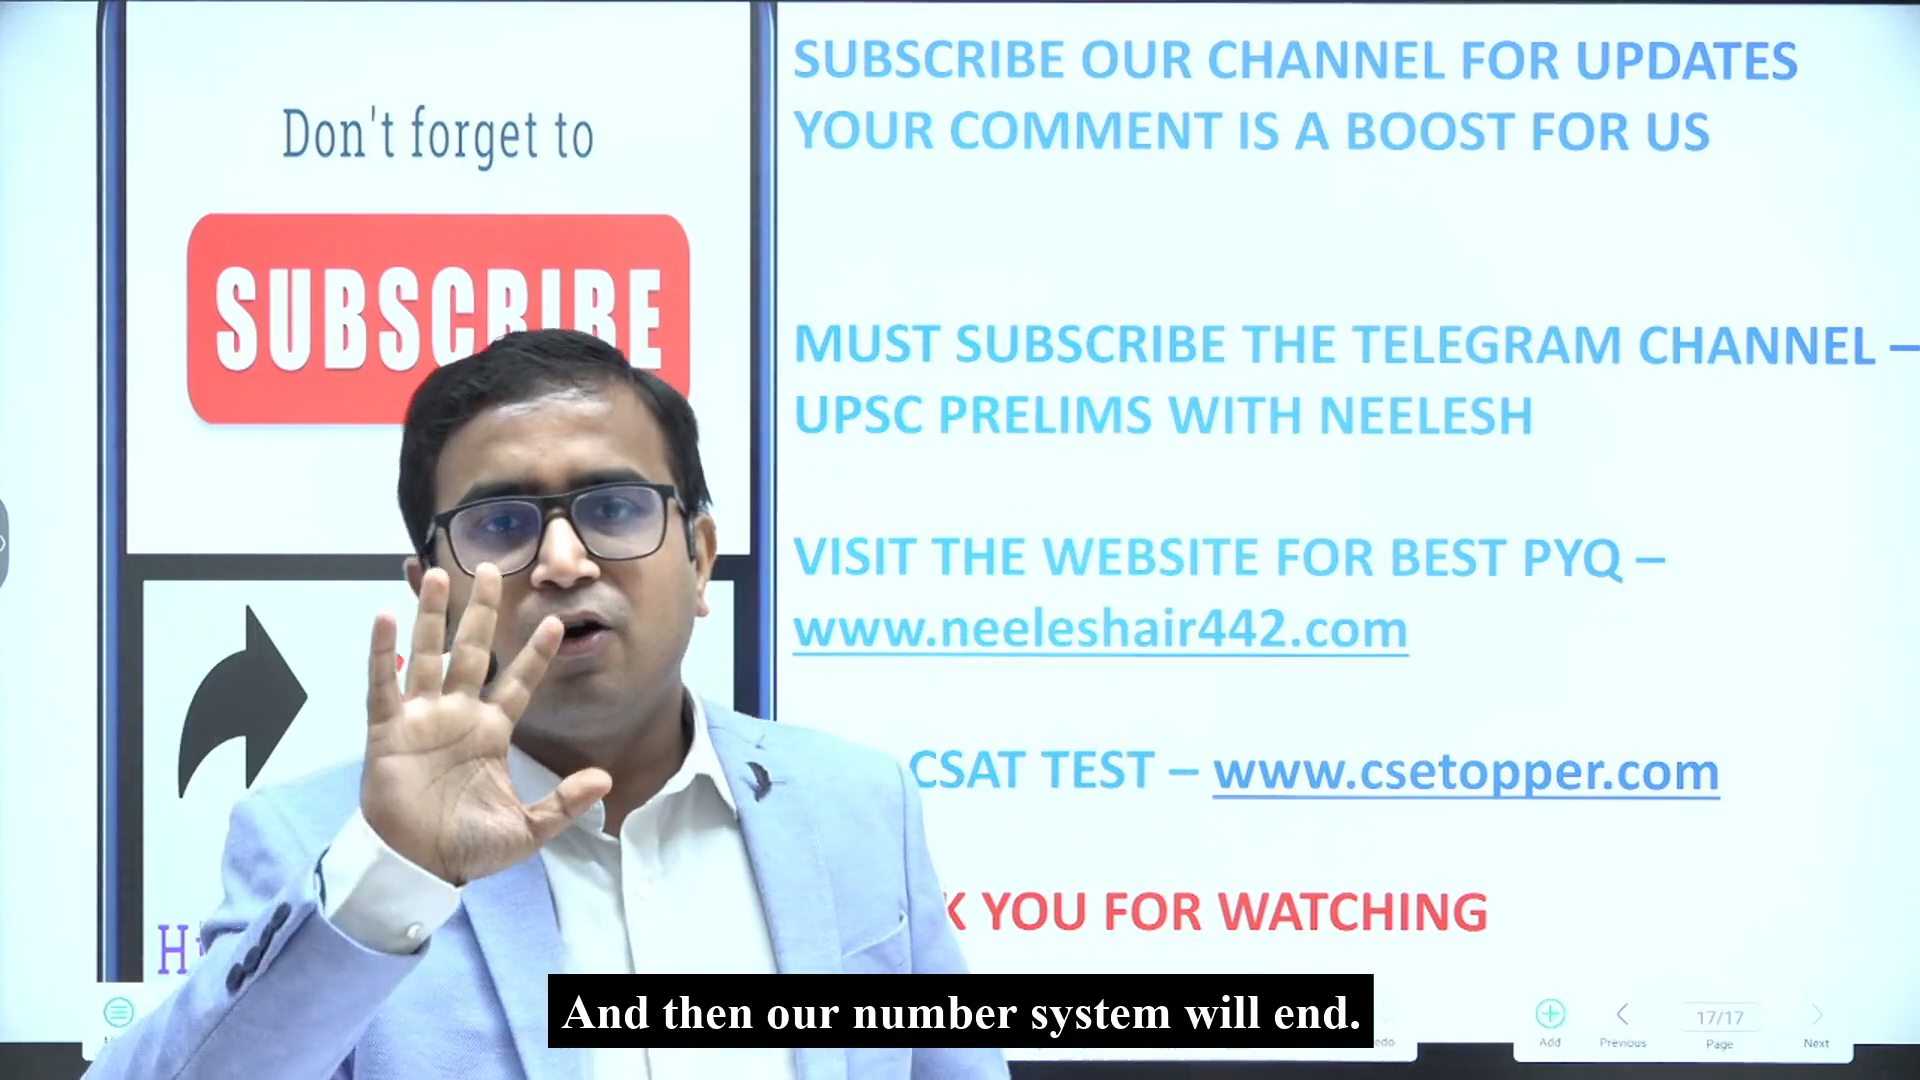 Don't forget to
SUBSCRIBE
SUBSCRIBE OUR CHANNEL FOR UPDATES
YOUR COMMENT IS A BOOST FOR US
MUST SUBSCRIBE THE TELEGRAM CHANNEL –
UPSC PRELIMS WITH NEELESH
VISIT THE WEBSITE FOR BEST PYQ –
www.neeleshair442.com
CSAT TEST – www.csetopper.com
YOU FOR WATCHING
And then our number system will end.
Add
Previous
17/17
Page
Next